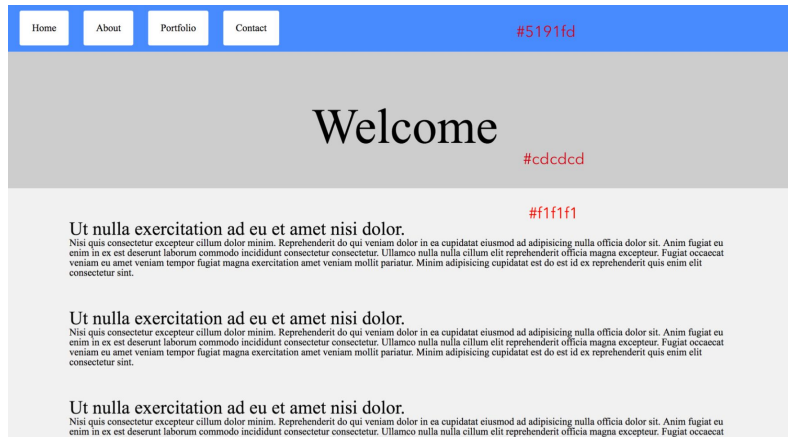 Home About Portfolio Contact #5191fd
Welcome
#cdcdcd
#f1f1f1
Ut nulla exercitation ad eu et amet nisi dolor.
Nisi quis consectetur excepteur cillum dolor minim. Reprehenderit do qui veniam dolor in ea cupidatat eiusmod ad adipisicing nulla officia dolor sit. Anim fugiat eu
enim in ex est deserunt laborum commodo incididunt consectetur consectetur. Ullamco nulla nulla cillum elit reprehenderit officia magna excepteur. Fugiat occaecat
veniam eu amet veniam tempor fugiat magna exercitation amet veniam mollit pariatur. Minim adipisicing cupidatat est do est id ex reprehenderit quis enim elit
consectetur sint.
Ut nulla exercitation ad eu et amet nisi dolor.
Nisi quis consectetur excepteur cillum dolor minim. Reprehenderit do qui veniam dolor in ea cupidatat eiusmod ad adipisicing nulla officia dolor sit. Anim fugiat eu
enim in ex est deserunt laborum commodo incididunt consectetur consectetur. Ullamco nulla nulla cillum elit reprehenderit officia magna excepteur. Fugiat occaecat
veniam eu amet veniam tempor fugiat magna exercitation amet veniam mollit pariatur. Minim adipisicing cupidatat est do est id ex reprehenderit quis enim elit
consectetur sint.
Ut nulla exercitation ad eu et amet nisi dolor.
Nisi quis consectetur excepteur cillum dolor minim. Reprehenderit do qui veniam dolor in ea cupidatat eiusmod ad adipisicing nulla officia dolor sit. Anim fugiat eu
enim in ex est deserunt laborum commodo incididunt consectetur consectetur. Ullamco nulla nulla cillum elit reprehenderit officia magna excepteur. Fugiat occaecat